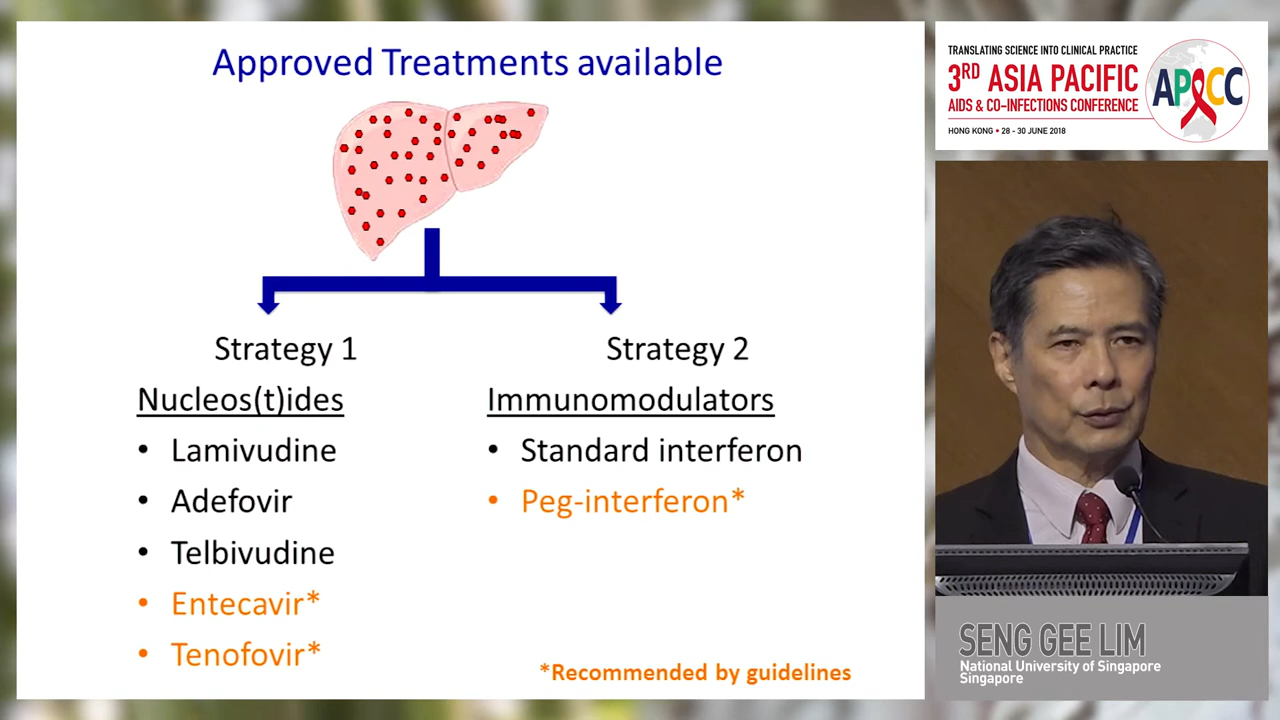 Approved Treatments available
Strategy 1
Nucleos(t)ides
• Lamivudine
• Adefovir
• Telbivudine
• Entecavir*
• Tenofovir*
Strategy 2
Immunomodulators
• Standard interferon
• Peg-interferon*
*Recommended by guidelines
TRANSLATING SCIENCE INTO CLINICAL PRACTICE
3RD ASIA PACIFIC
AIDS & CO-INFECTIONS CONFERENCE
HONG KONG • 28 - 30 JUNE 2018
APACC
SENG GEE LIM
National University of Singapore
Singapore